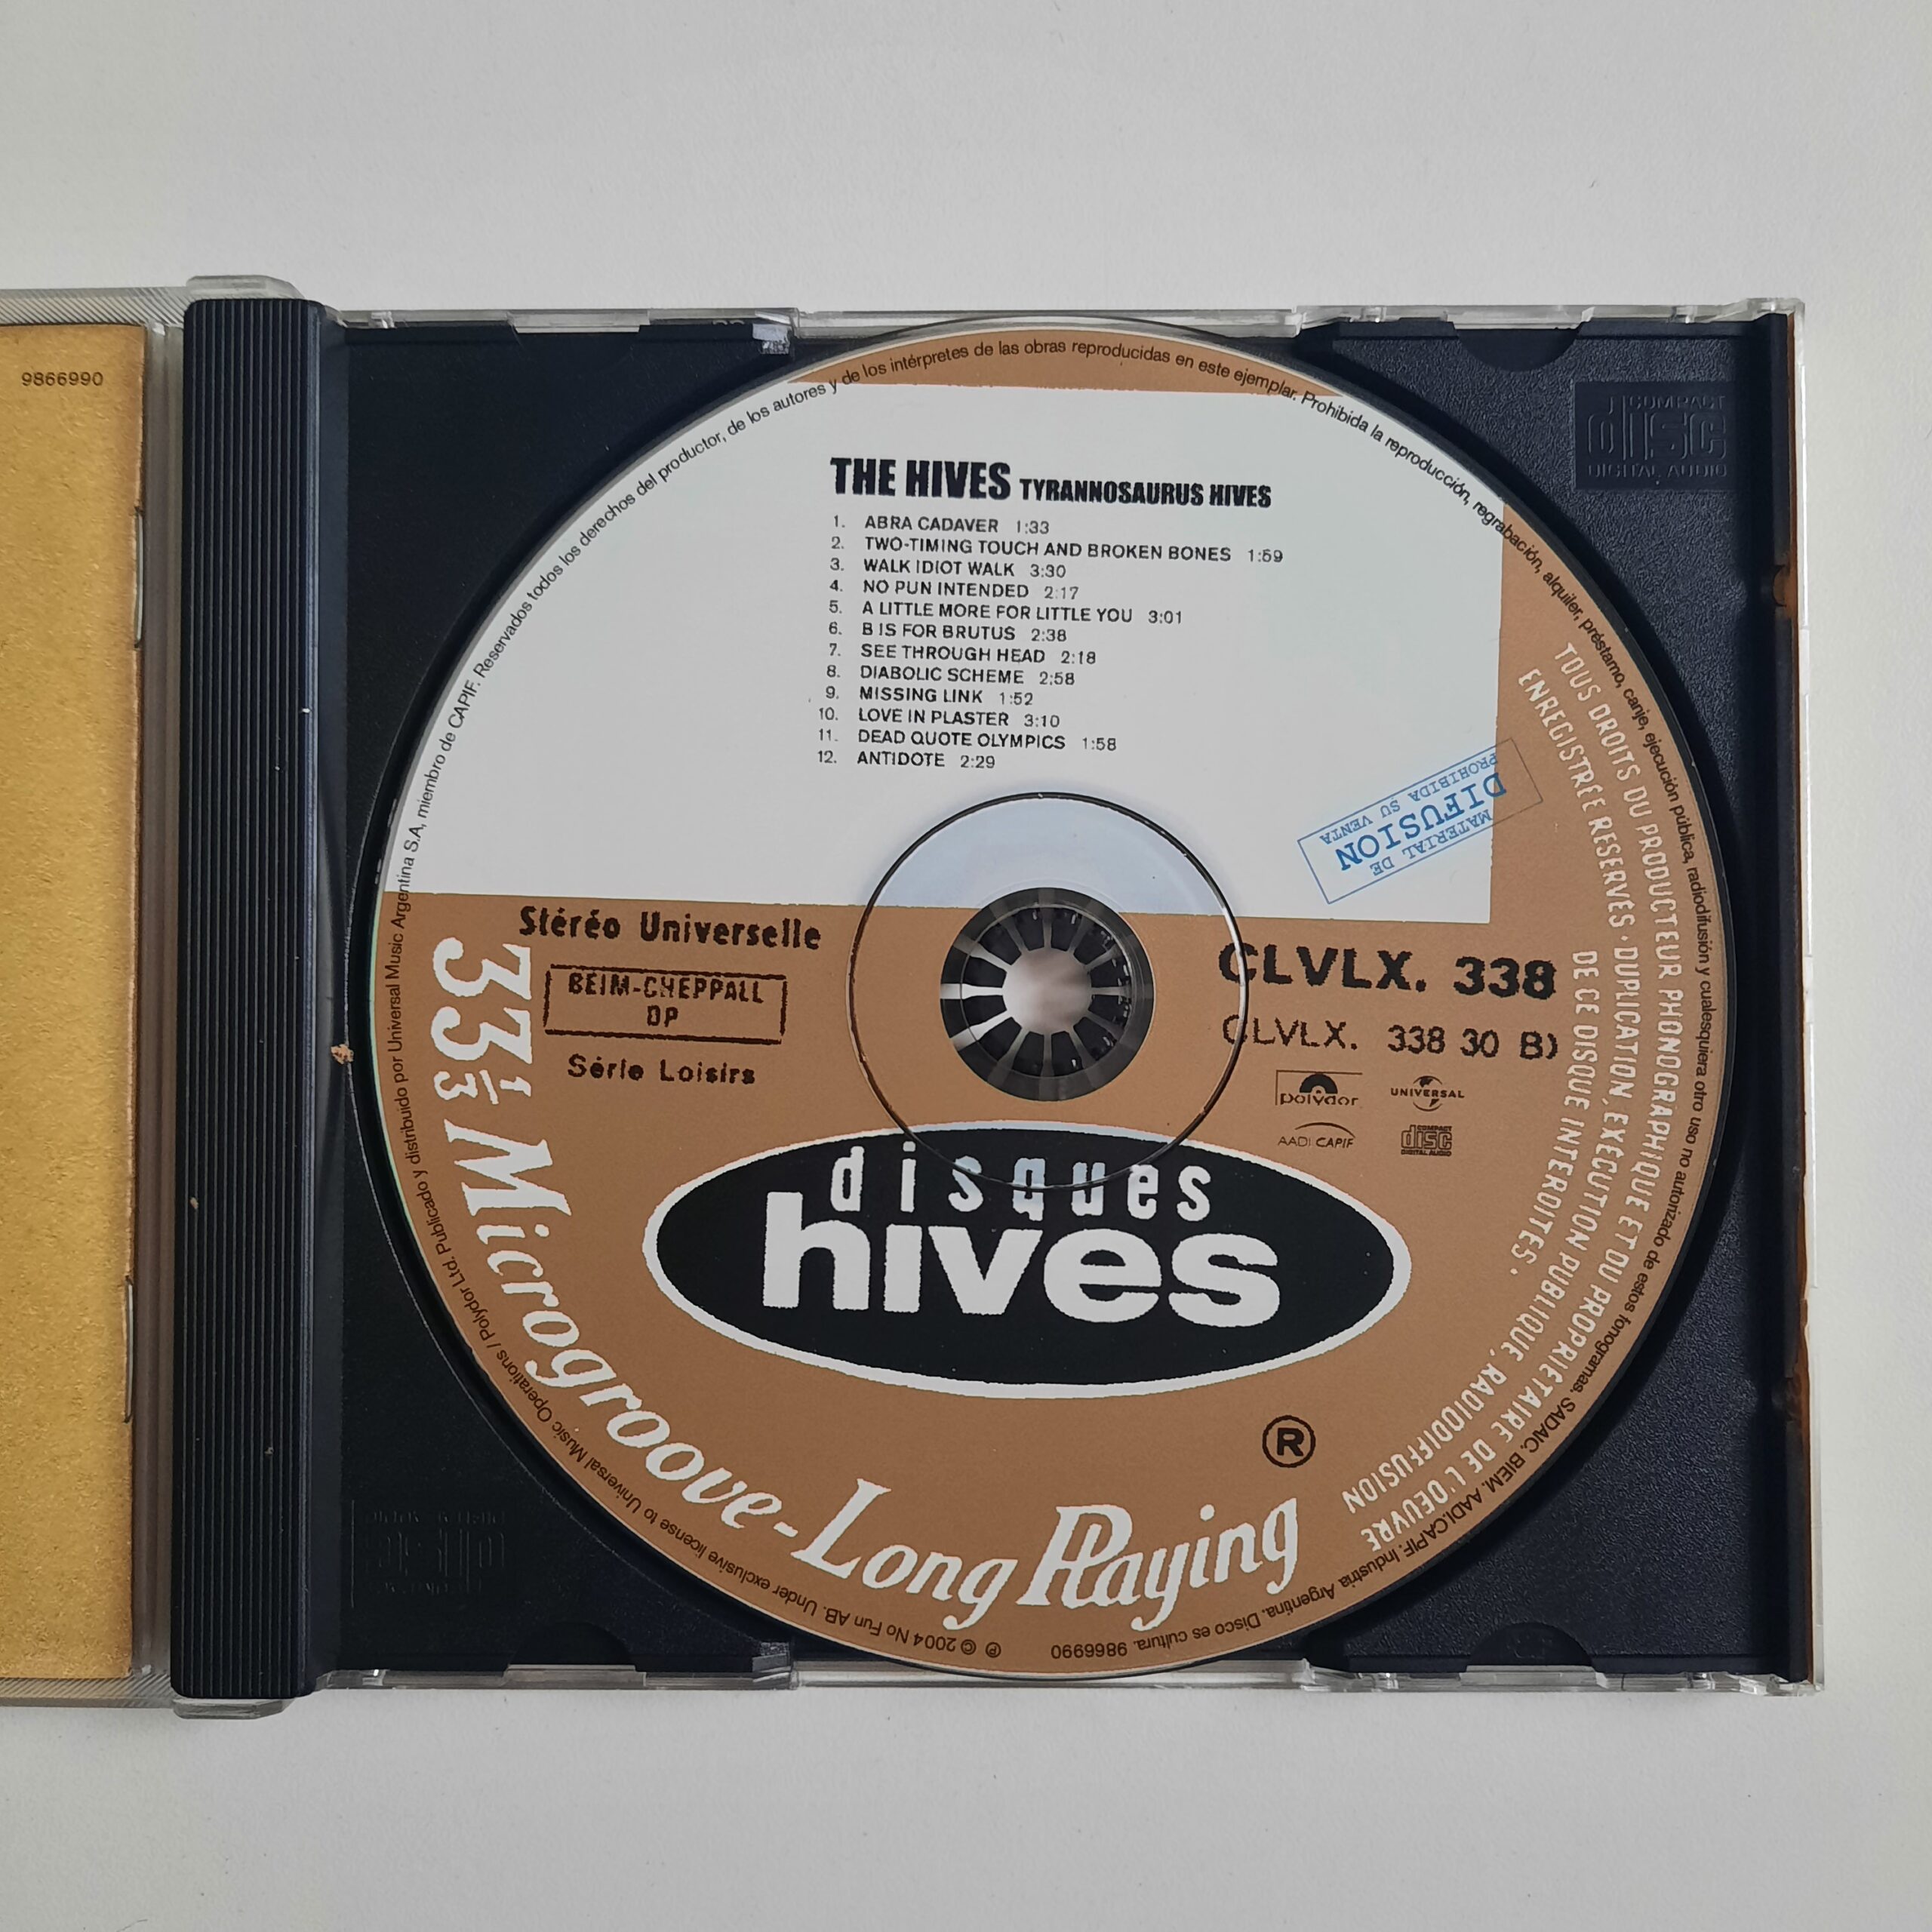 9866990
COMPACT
disc
DIGITAL AUDIO
THE HIVES TYRANNOSAURUS HIVES
1. ABRA CADAVER 1:33
2. TWO-TIMING TOUCH AND BROKEN BONES 1:59
3. WALK IDIOT WALK 3:30
4. NO PUN INTENDED 2:17
5. A LITTLE MORE FOR LITTLE YOU 3:01
6. B IS FOR BRUTUS 2:38
7. SEE THROUGH HEAD 2:18
8. DIABOLIC SCHEME 2:58
9. MISSING LINK 1:52
10. LOVE IN PLASTER 3:10
11. DEAD QUOTE OLYMPICS 1:58
12. ANTIDOTE 2:29
MATERIAL DE
DIFUSION
PROHIBIDA SU VENTA
Stéréo Universelle
BEIM-CHEPPALL
DP
Série Loisirs
CLVLX. 338
CLVLX. 338 30 B)
polydor
UNIVERSAL
AADI CAPIF
COMPACT
disc
DIGITAL AUDIO
disques
hives
®
33 1/3 Microgroove-Long Playing
TOUS DROITS DU PRODUCTEUR PHONOGRAPHIQUE ET DU PROPRIÉTAIRE DE L'OEUVRE
ENREGISTRÉE RESERVÉS · DUPLICATION, EXÉCUTION PUBLIQUE, RADIODIFFUSION
DE CE DISQUE INTERDITES.
℗ © 2004 No Fun AB. Under exclusive license to Universal Music Operations / Polydor Ltd. Publicado y distribuido por Universal Music Argentina S.A, miembro de CAPIF. Reservados todos los derechos del productor, de los autores y de los intérpretes de las obras reproducidas en este ejemplar. Prohibida la reproducción, regrabación, alquiler, préstamo, canje, ejecución pública, radiodifusión y cualesquiera otro uso no autorizado de estos fonogramas. SADAIC. BIEM. AADI.CAPIF. Industria Argentina. Disco es cultura. 9866990